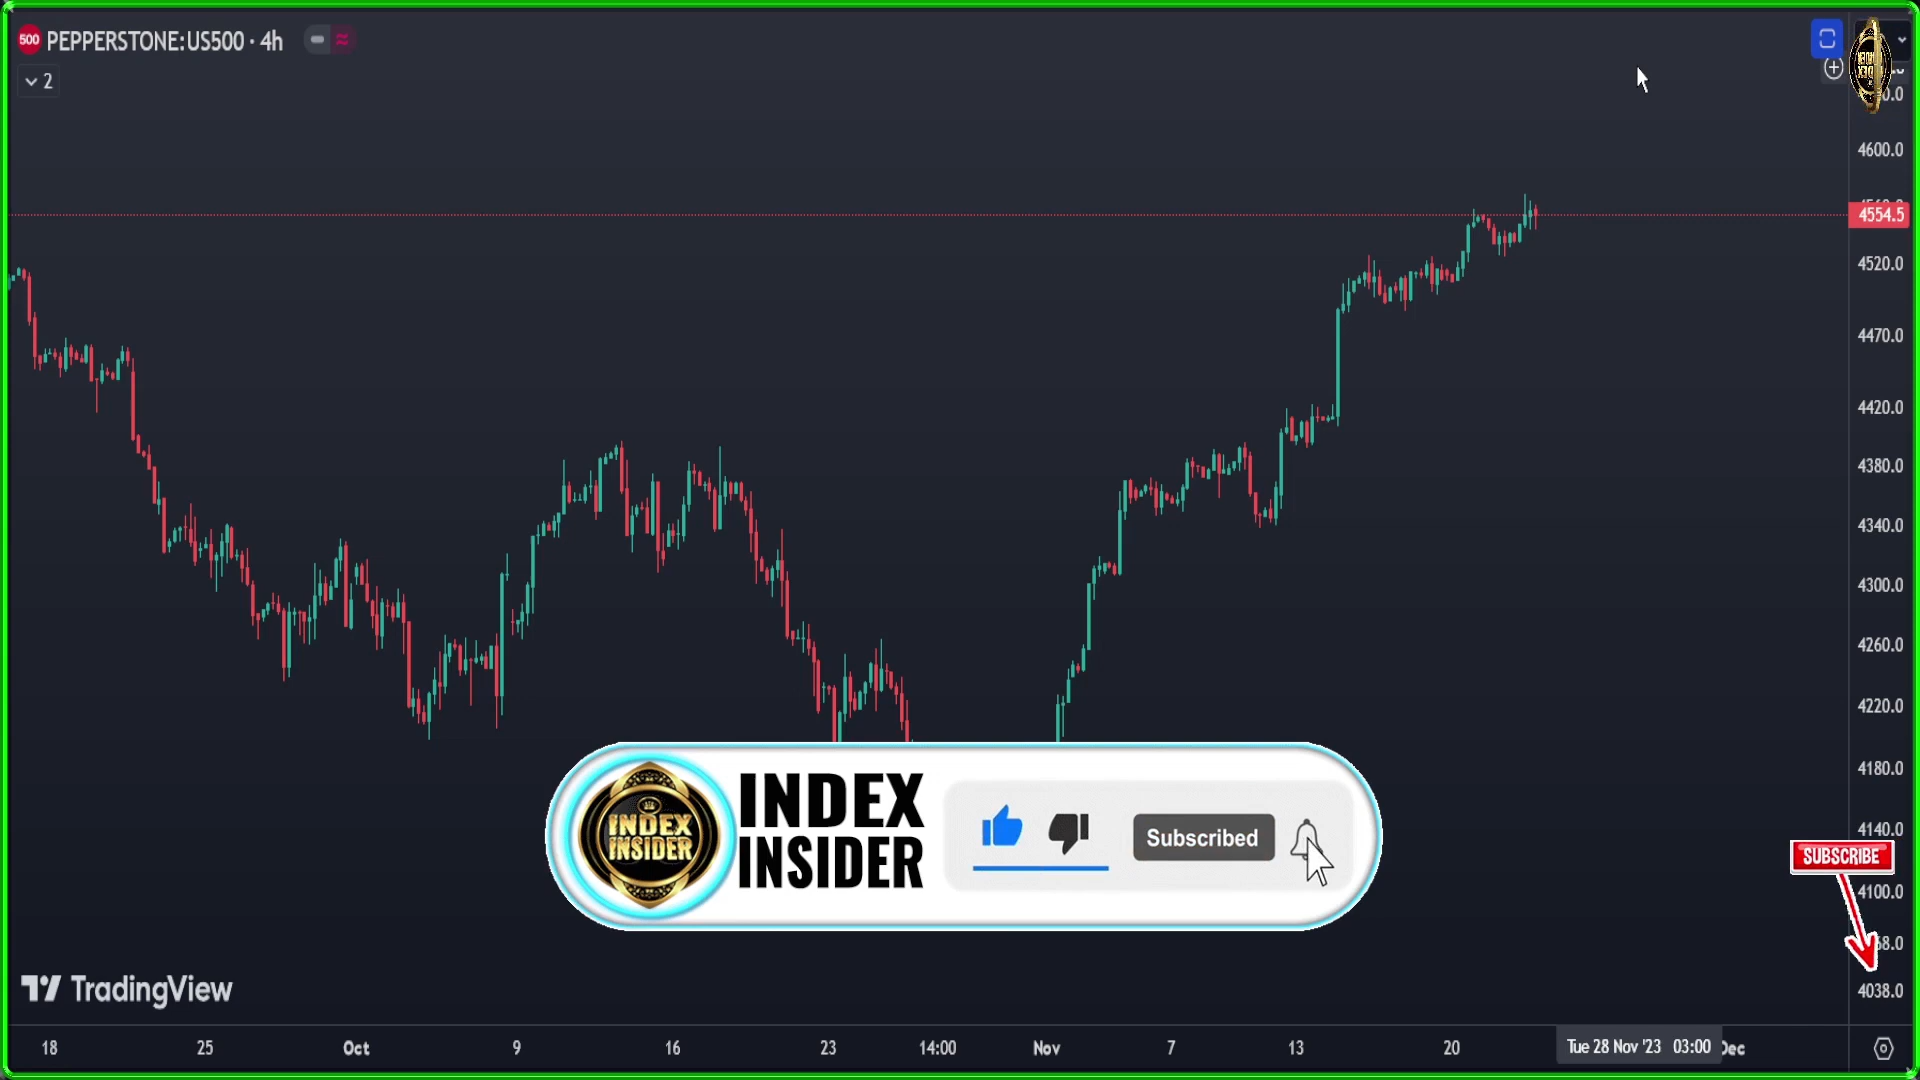 500 PEPPERSTONE:US500 · 4h
2
4600.0
4554.5
4520.0
4470.0
4420.0
4380.0
4340.0
4300.0
4260.0
4220.0
4180.0
4140.0
4100.0
4038.0
INDEX
INSIDER
INDEX
INSIDER
Subscribed
SUBSCRIBE
TradingView
18 25 Oct 9 16 23 14:00 Nov 7 13 20 Tue 28 Nov '23 03:00 Dec